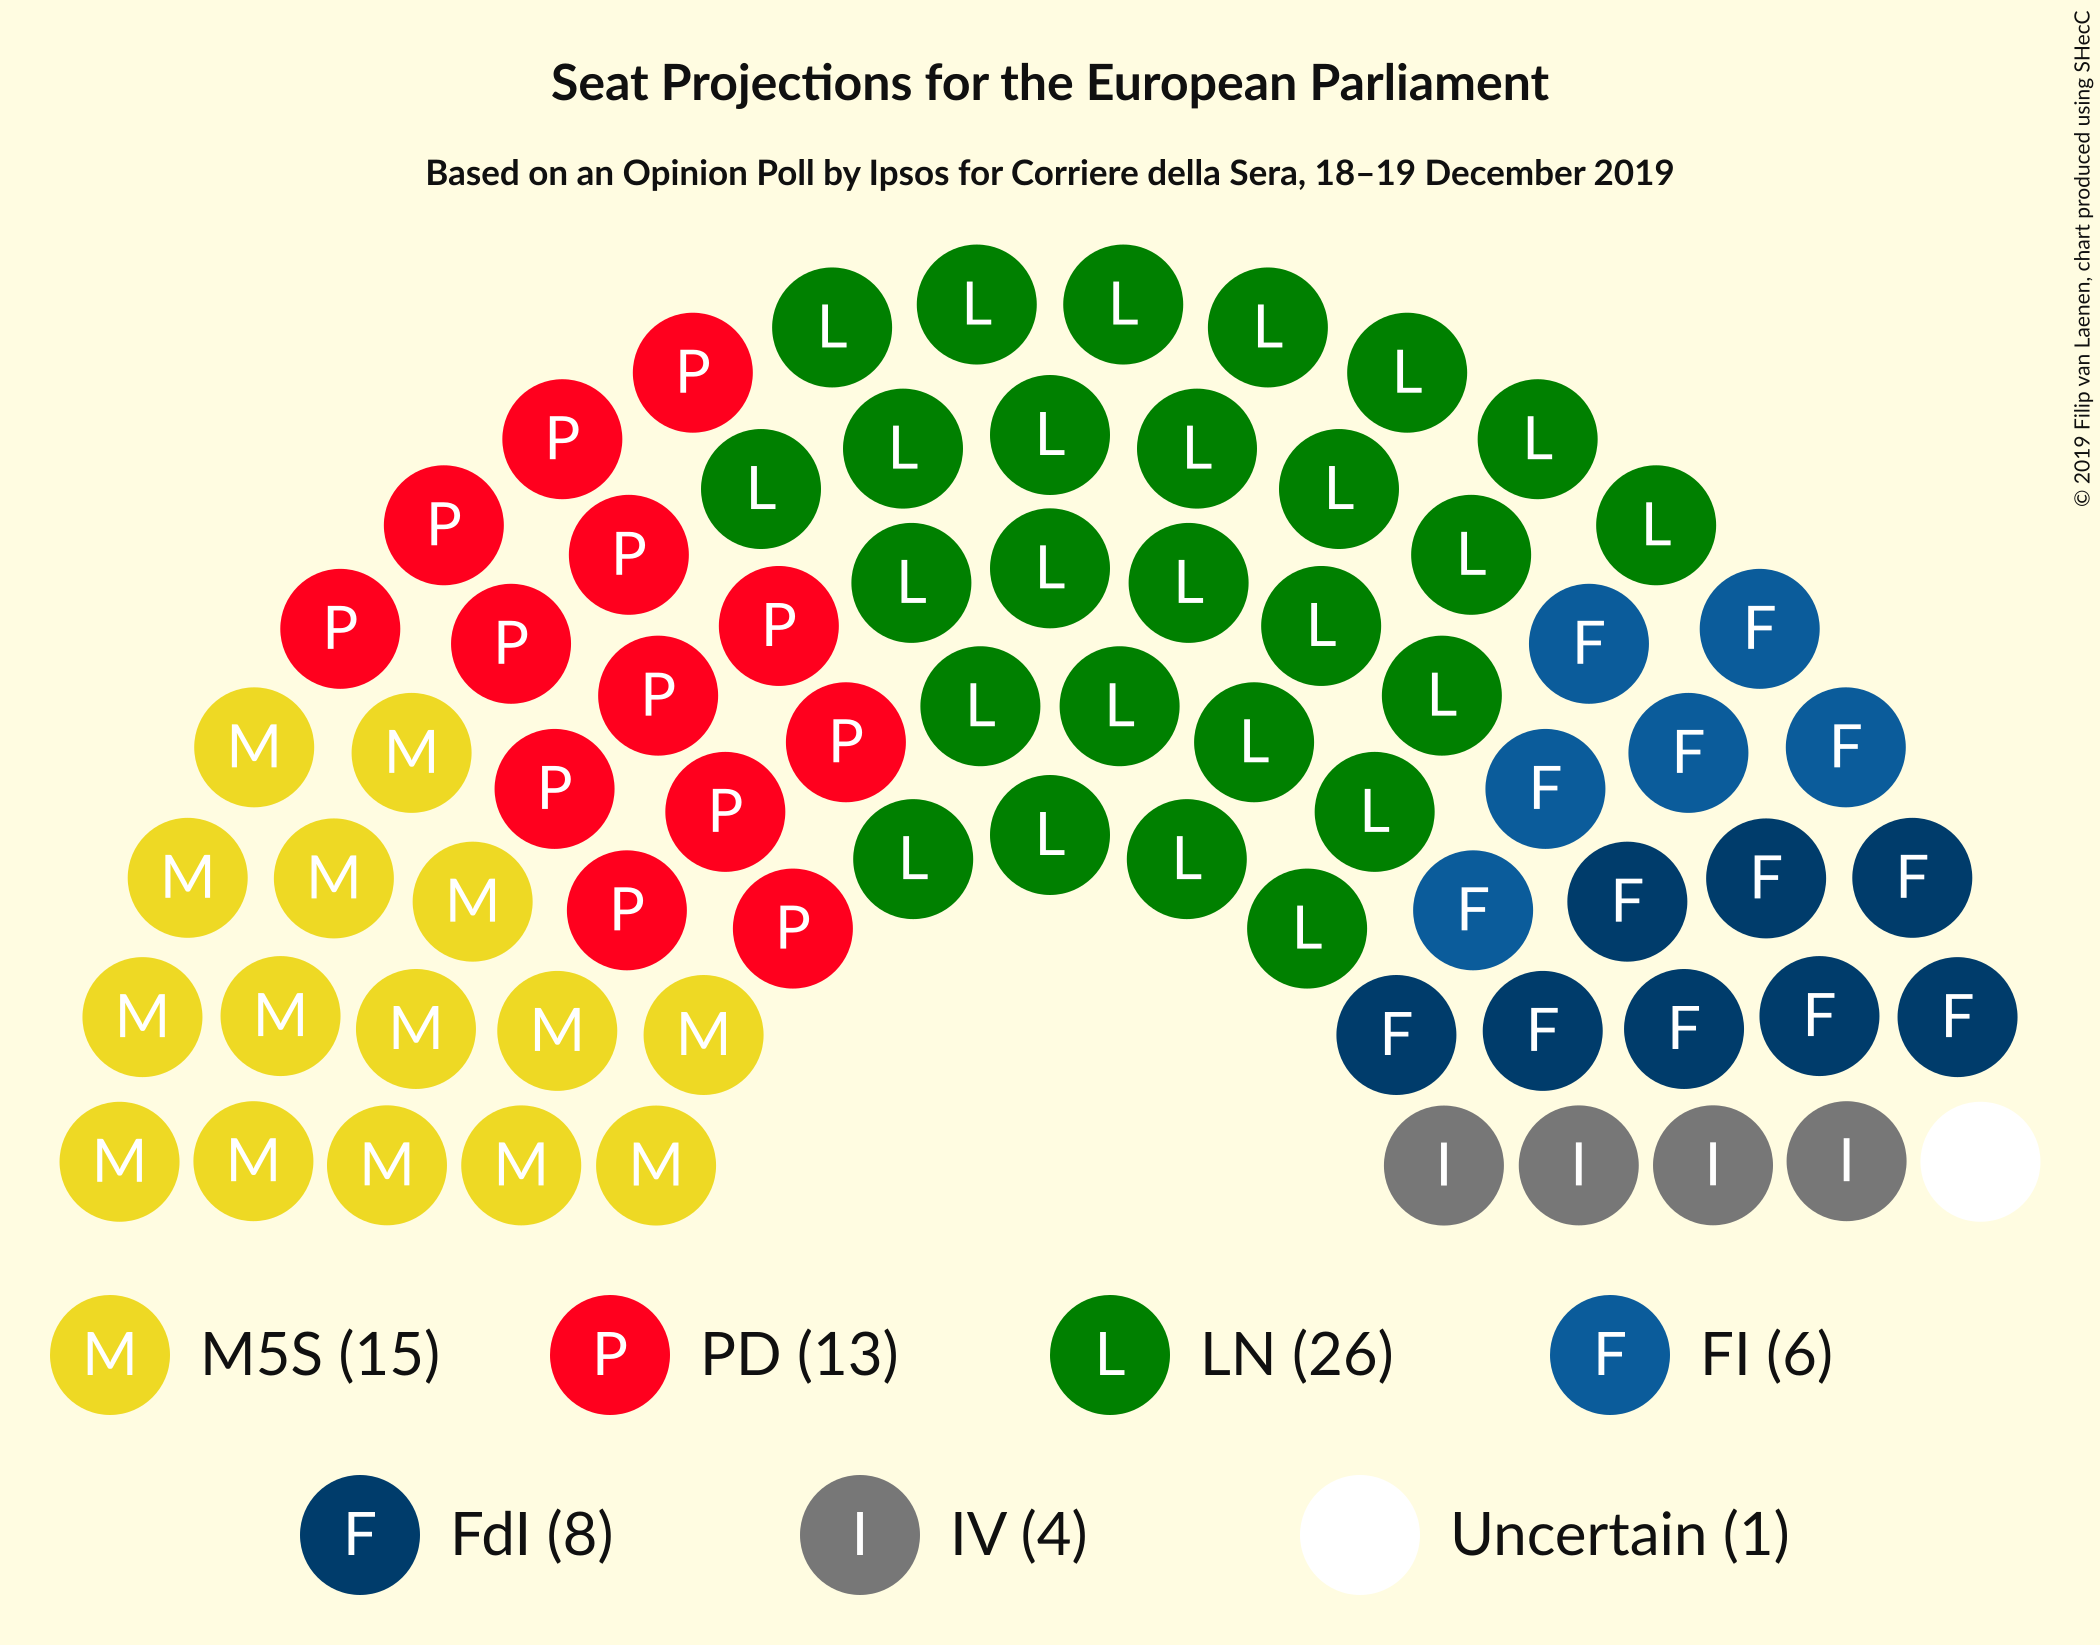 Seat Projections for the European Parliament
Based on an Opinion Poll by Ipsos for Corriere della Sera, 18–19 December 2019
© 2019 Filip van Laenen, chart produced using SHecC
L L L L
P L
P L
L L L
P L L L
P L
L L L
P P P L F F
P P L
L L
M M P L F F
P L F
P L
M M M P L L L F F F
P L
P L F
M M M M M F F F F F
M M M M M I I I I
M M5S (15) P PD (13) L LN (26) F FI (6)
F FdI (8) I IV (4) Uncertain (1)